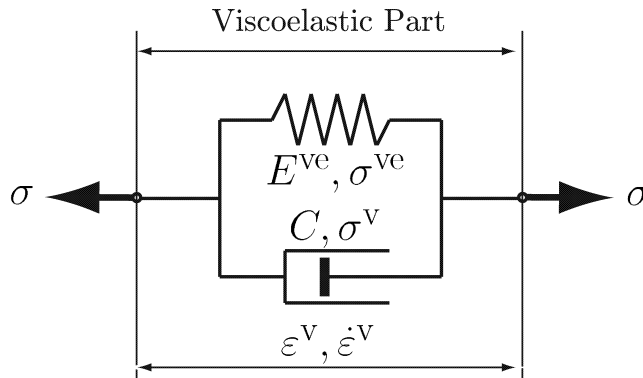 Viscoelastic Part
E^ve, σ^ve
σ σ
C, σ^v
ε^v, ε̇^v